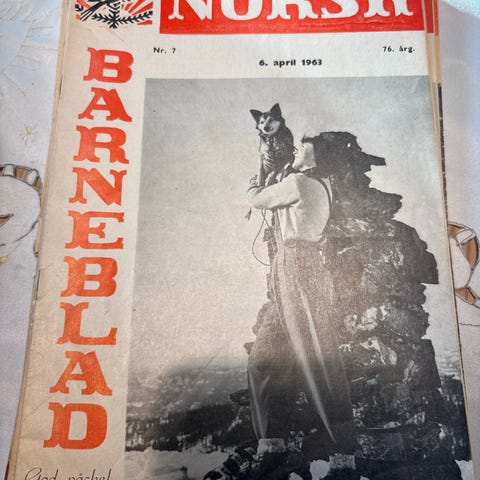 NORSK
Nr. 7
76. årg.
6. april 1963
BARNEBLAD
God påske!